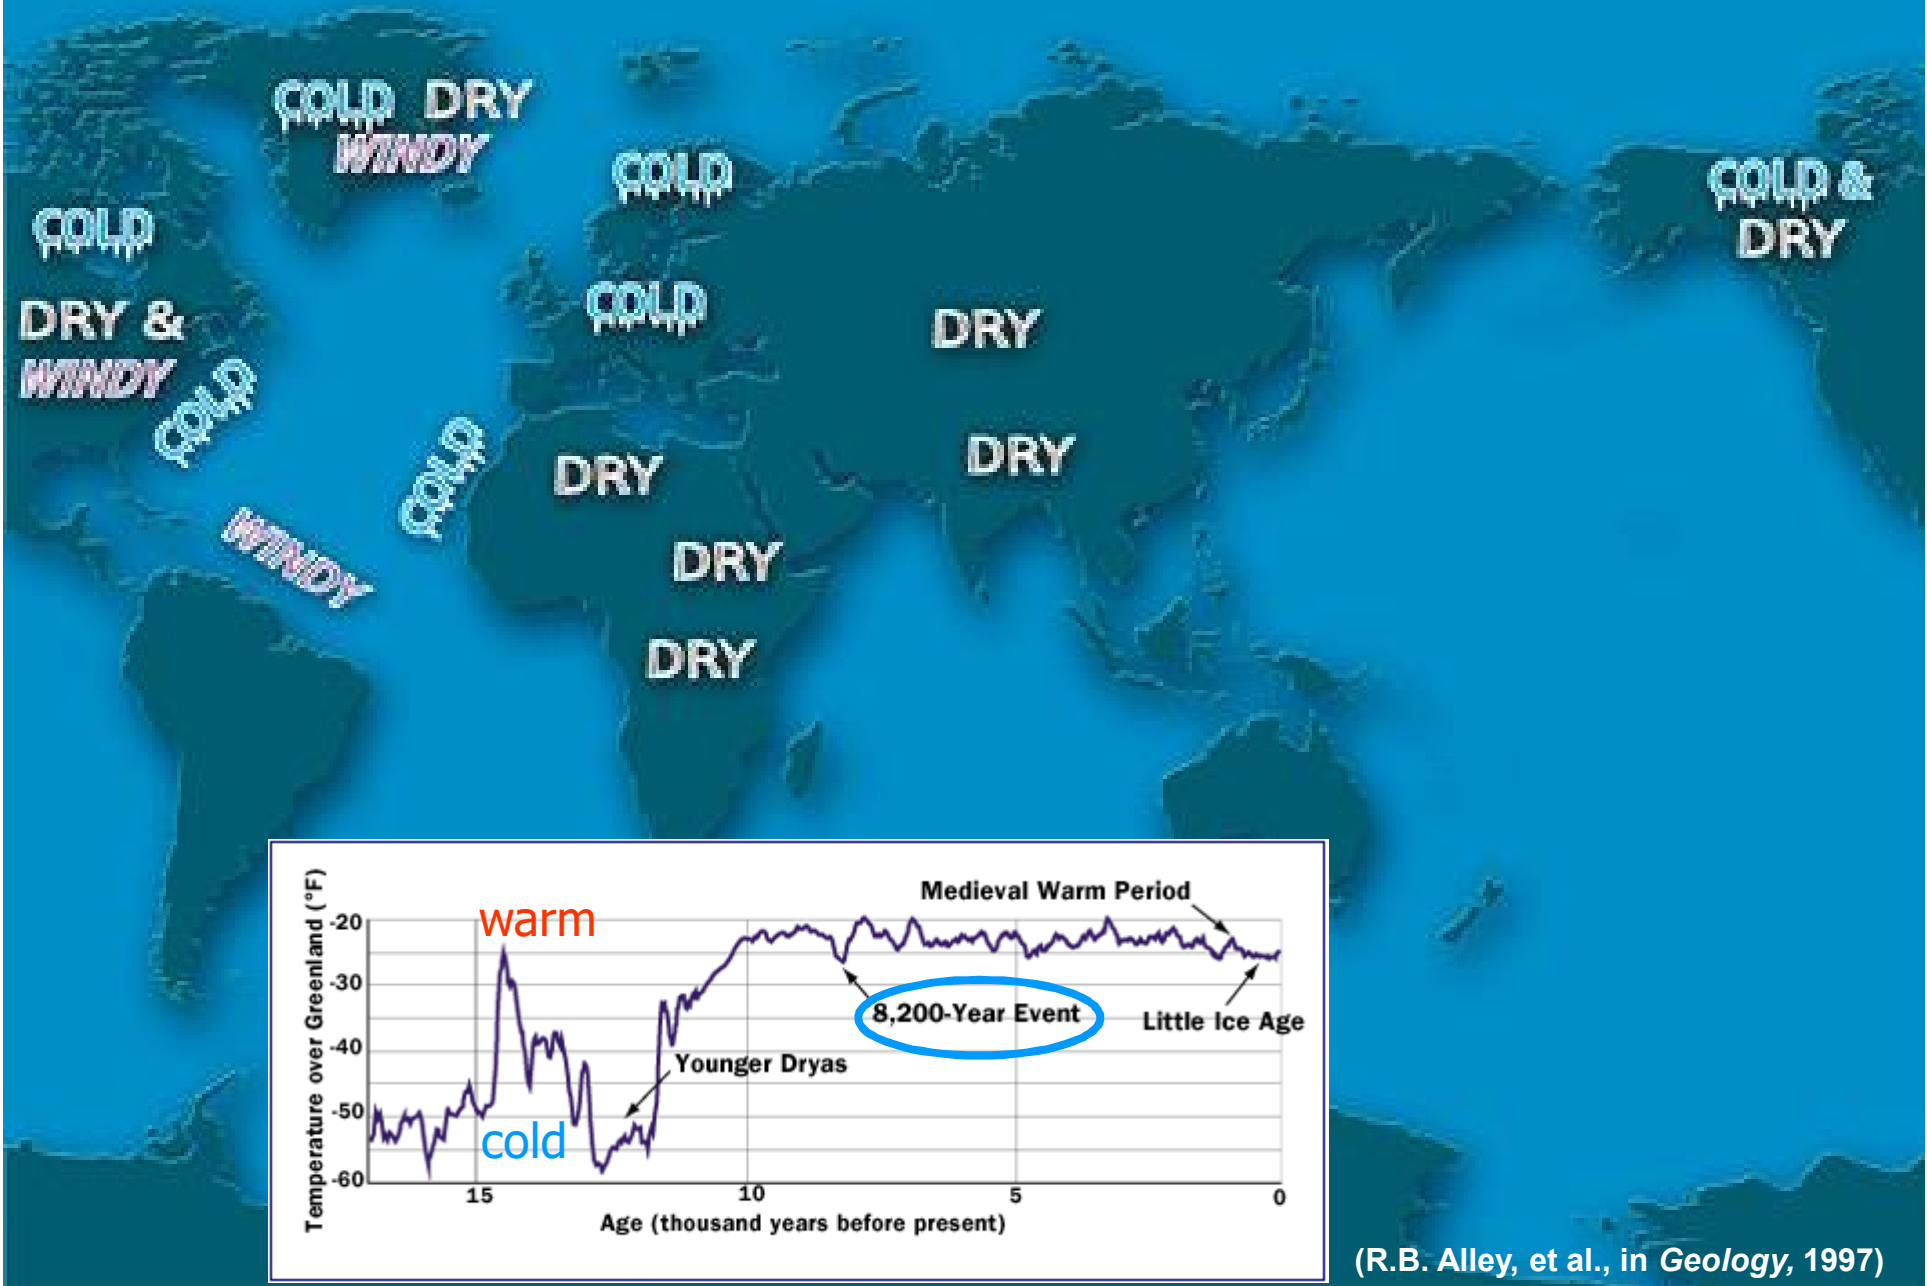 COLD DRY
WINDY
COLD
COLD &
DRY
COLD
DRY &
WINDY
COLD
COLD
DRY
COLD
DRY
DRY
WINDY
DRY
DRY
Temperature over Greenland (°F)
-20
-30
-40
-50
-60
warm
cold
Medieval Warm Period
8,200-Year Event
Little Ice Age
Younger Dryas
15
10
5
0
Age (thousand years before present)
(R.B. Alley, et al., in Geology, 1997)